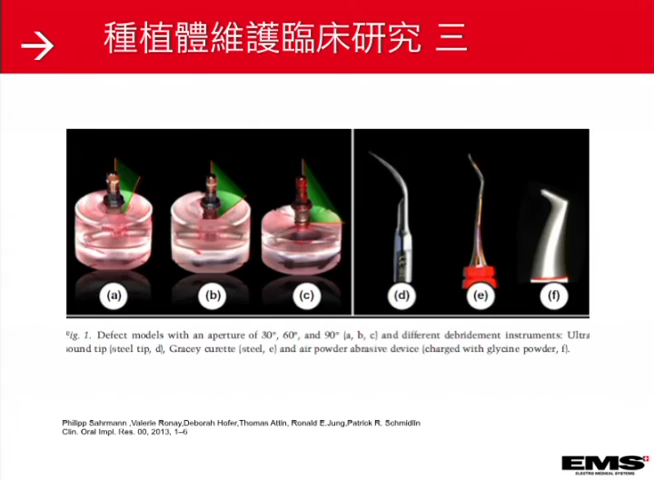 種植體維護臨床研究 三
(a) (b) (c) (d) (e) (f)
Fig. 1. Defect models with an aperture of 30°, 60°, and 90° (a, b, c) and different debridement instruments: Ultra
sound tip (steel tip, d), Gracey curette (steel, e) and air powder abrasive device (charged with glycine powder, f).
Philipp Sahrmann ,Valerie Ronay,Deborah Hofer,Thomas Attin, Ronald E.Jung,Patrick R. Schmidlin
Clin. Oral Impl. Res. 00, 2013, 1–6
EMS
ELECTRO MEDICAL SYSTEMS